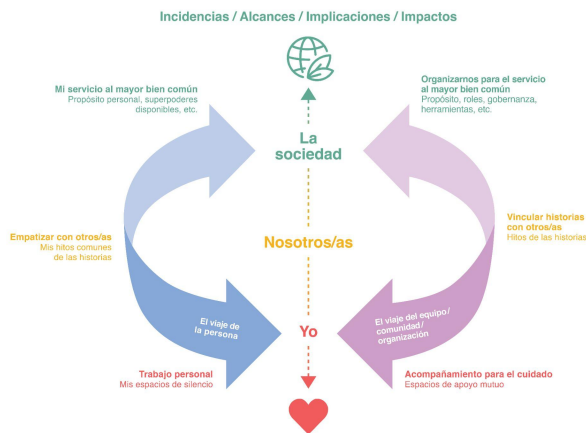 Incidencias / Alcances / Implicaciones / Impactos
Mi servicio al mayor bien común
Propósito personal, superpoderes
disponibles, etc.
Organizarnos para el servicio
al mayor bien común
Propósito, roles, gobernanza,
herramientas, etc.
La
sociedad
Empatizar con otros/as
Mis hitos comunes
de las historias
Nosotros/as
Vincular historias
con otros/as
Hitos de las historias
El viaje de
la persona
Yo
El viaje del equipo/
comunidad/
organización
Trabajo personal
Mis espacios de silencio
Acompañamiento para el cuidado
Espacios de apoyo mutuo